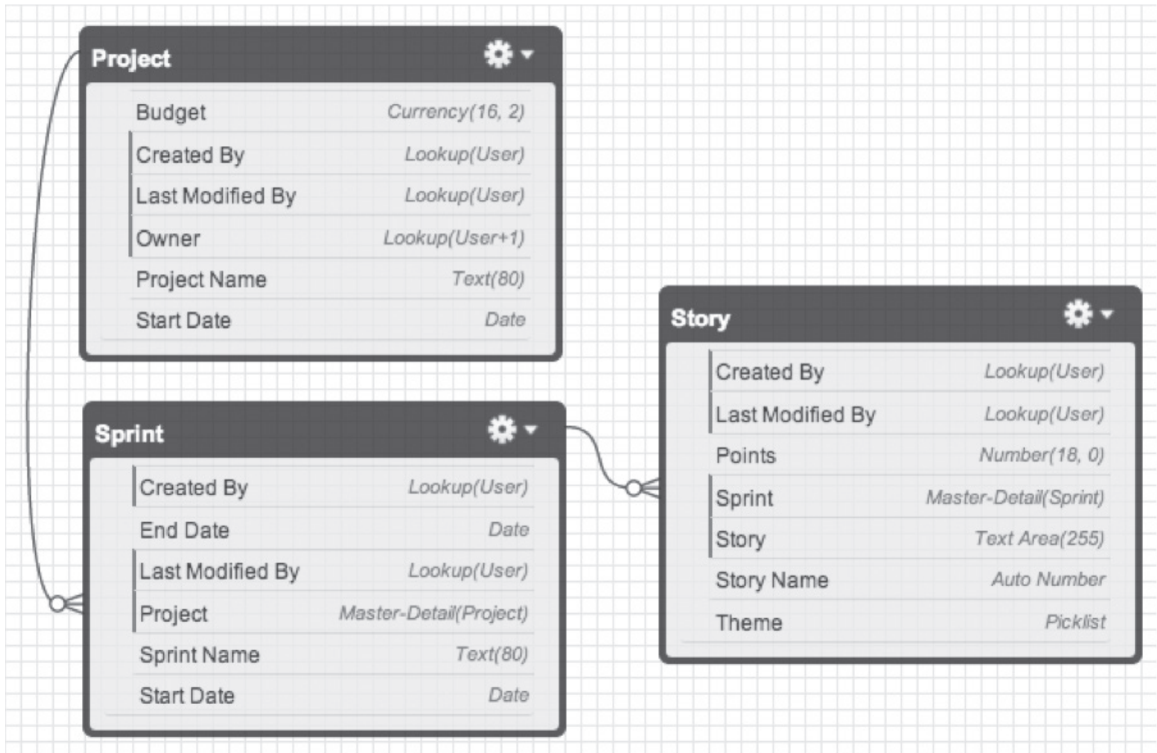 Project
Budget Currency(16, 2)
Created By Lookup(User)
Last Modified By Lookup(User)
Owner Lookup(User+1)
Project Name Text(80)
Start Date Date
Sprint
Created By Lookup(User)
End Date Date
Last Modified By Lookup(User)
Project Master-Detail(Project)
Sprint Name Text(80)
Start Date Date
Story
Created By Lookup(User)
Last Modified By Lookup(User)
Points Number(18, 0)
Sprint Master-Detail(Sprint)
Story Text Area(255)
Story Name Auto Number
Theme Picklist